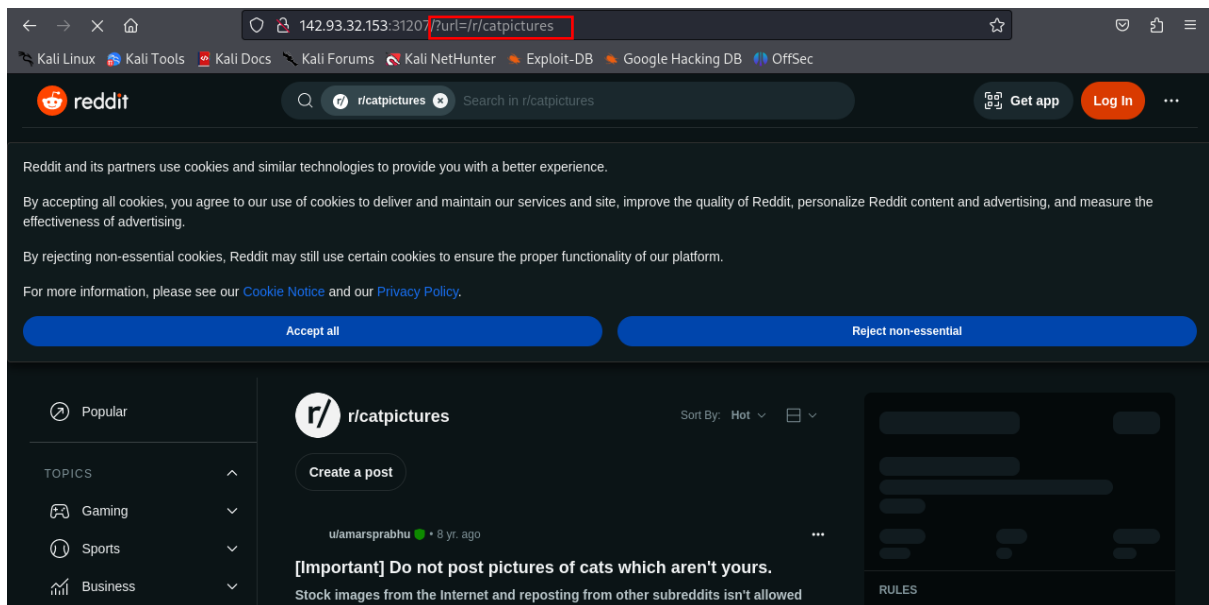 142.93.32.153:31207/?url=/r/catpictures
Kali Linux Kali Tools Kali Docs Kali Forums Kali NetHunter Exploit-DB Google Hacking DB OffSec
reddit r/catpictures Search in r/catpictures Get app Log In
Reddit and its partners use cookies and similar technologies to provide you with a better experience.
By accepting all cookies, you agree to our use of cookies to deliver and maintain our services and site, improve the quality of Reddit, personalize Reddit content and advertising, and measure the
effectiveness of advertising.
By rejecting non-essential cookies, Reddit may still use certain cookies to ensure the proper functionality of our platform.
For more information, please see our Cookie Notice and our Privacy Policy.
Accept all Reject non-essential
Popular
TOPICS
Gaming
Sports
Business
r/ r/catpictures Sort By: Hot
Create a post
u/amarsprabhu • 8 yr. ago
[Important] Do not post pictures of cats which aren't yours.
Stock images from the Internet and reposting from other subreddits isn't allowed
RULES